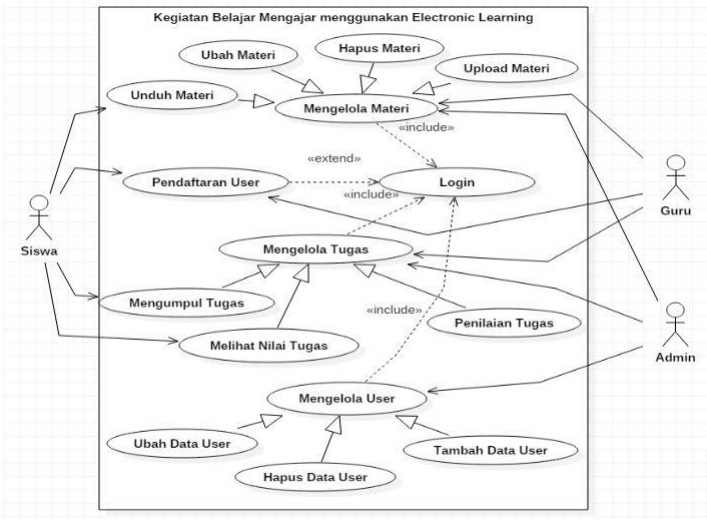 Kegiatan Belajar Mengajar menggunakan Electronic Learning
Hapus Materi
Ubah Materi
Upload Materi
Unduh Materi
Mengelola Materi
«include»
«extend»
Pendaftaran User
Login
«include»
Guru
Siswa
Mengelola Tugas
Mengumpul Tugas
«include»
Penilaian Tugas
Melihat Nilai Tugas
Admin
Mengelola User
Ubah Data User
Tambah Data User
Hapus Data User